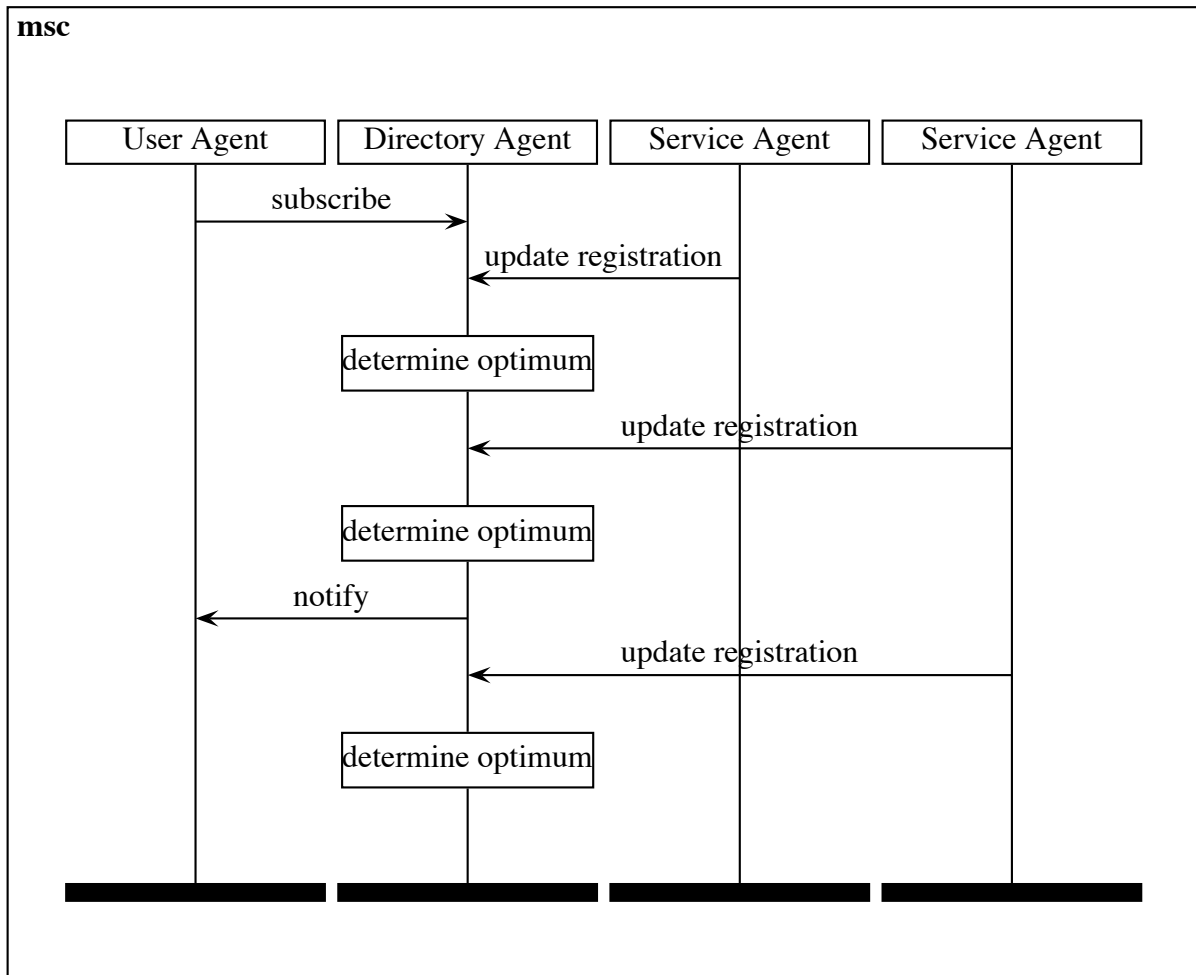 msc
User Agent
Directory Agent
Service Agent
Service Agent
subscribe
update registration
determine optimum
update registration
determine optimum
notify
update registration
determine optimum